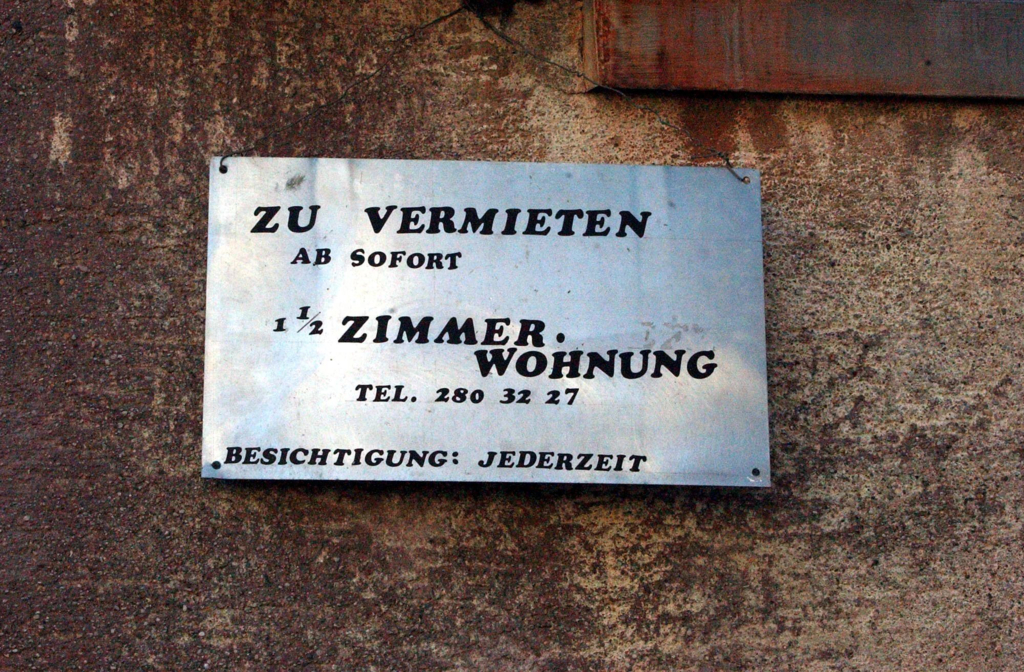 ZU VERMIETEN
AB SOFORT
1 1/2 ZIMMER.
WOHNUNG
TEL. 280 32 27
BESICHTIGUNG: JEDERZEIT